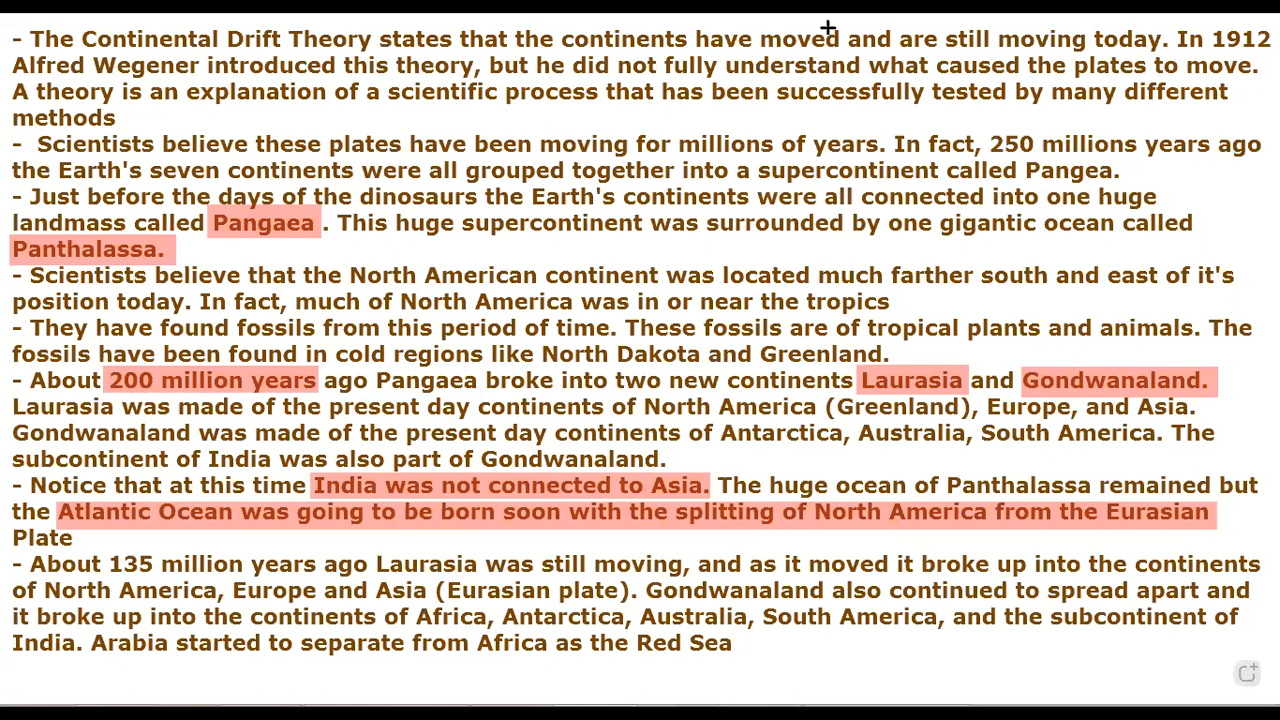 - The Continental Drift Theory states that the continents have moved and are still moving today. In 1912
Alfred Wegener introduced this theory, but he did not fully understand what caused the plates to move.
A theory is an explanation of a scientific process that has been successfully tested by many different
methods
- Scientists believe these plates have been moving for millions of years. In fact, 250 millions years ago
the Earth's seven continents were all grouped together into a supercontinent called Pangea.
- Just before the days of the dinosaurs the Earth's continents were all connected into one huge
landmass called Pangaea . This huge supercontinent was surrounded by one gigantic ocean called
Panthalassa.
- Scientists believe that the North American continent was located much farther south and east of it's
position today. In fact, much of North America was in or near the tropics
- They have found fossils from this period of time. These fossils are of tropical plants and animals. The
fossils have been found in cold regions like North Dakota and Greenland.
- About 200 million years ago Pangaea broke into two new continents Laurasia and Gondwanaland.
Laurasia was made of the present day continents of North America (Greenland), Europe, and Asia.
Gondwanaland was made of the present day continents of Antarctica, Australia, South America. The
subcontinent of India was also part of Gondwanaland.
- Notice that at this time India was not connected to Asia. The huge ocean of Panthalassa remained but
the Atlantic Ocean was going to be born soon with the splitting of North America from the Eurasian
Plate
- About 135 million years ago Laurasia was still moving, and as it moved it broke up into the continents
of North America, Europe and Asia (Eurasian plate). Gondwanaland also continued to spread apart and
it broke up into the continents of Africa, Antarctica, Australia, South America, and the subcontinent of
India. Arabia started to separate from Africa as the Red Sea